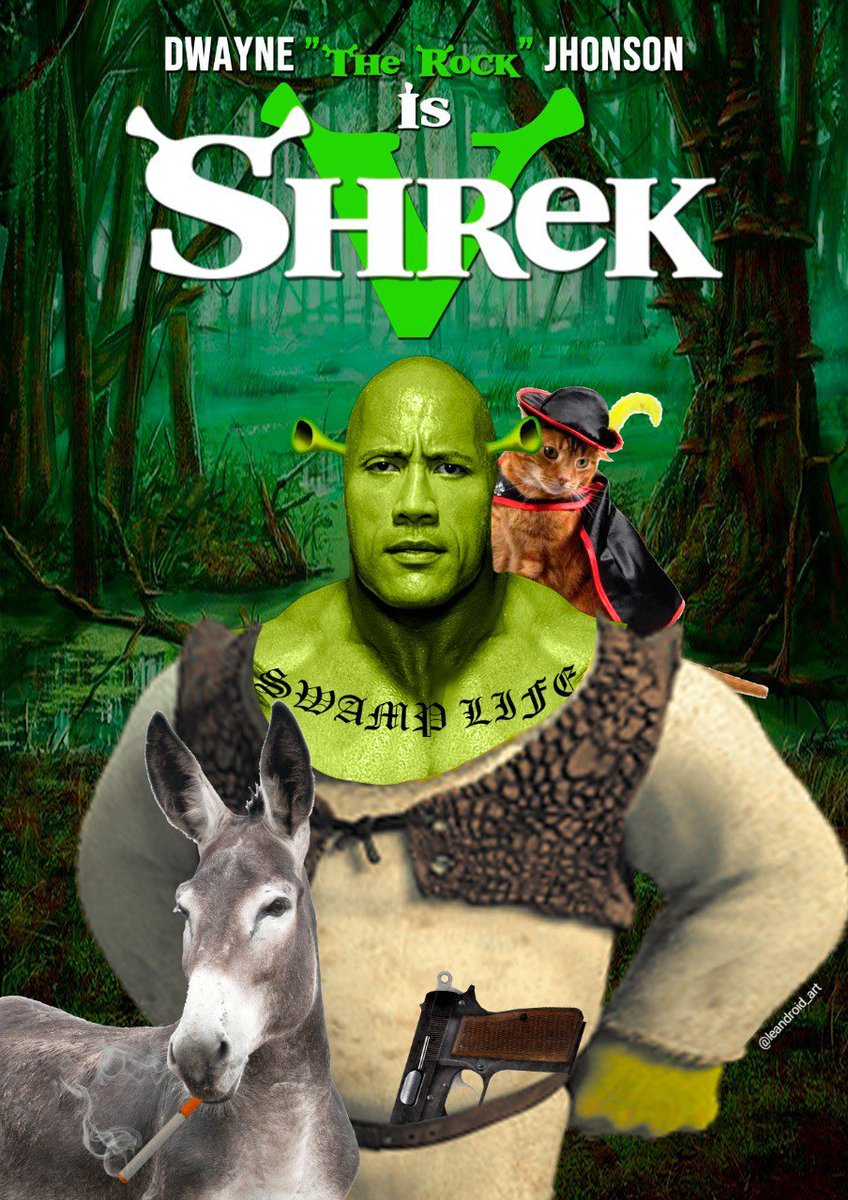 DWAYNE "THE ROCK" JHONSON
IS
SHREK
V
SWAMP LIFE
@leandroid_art